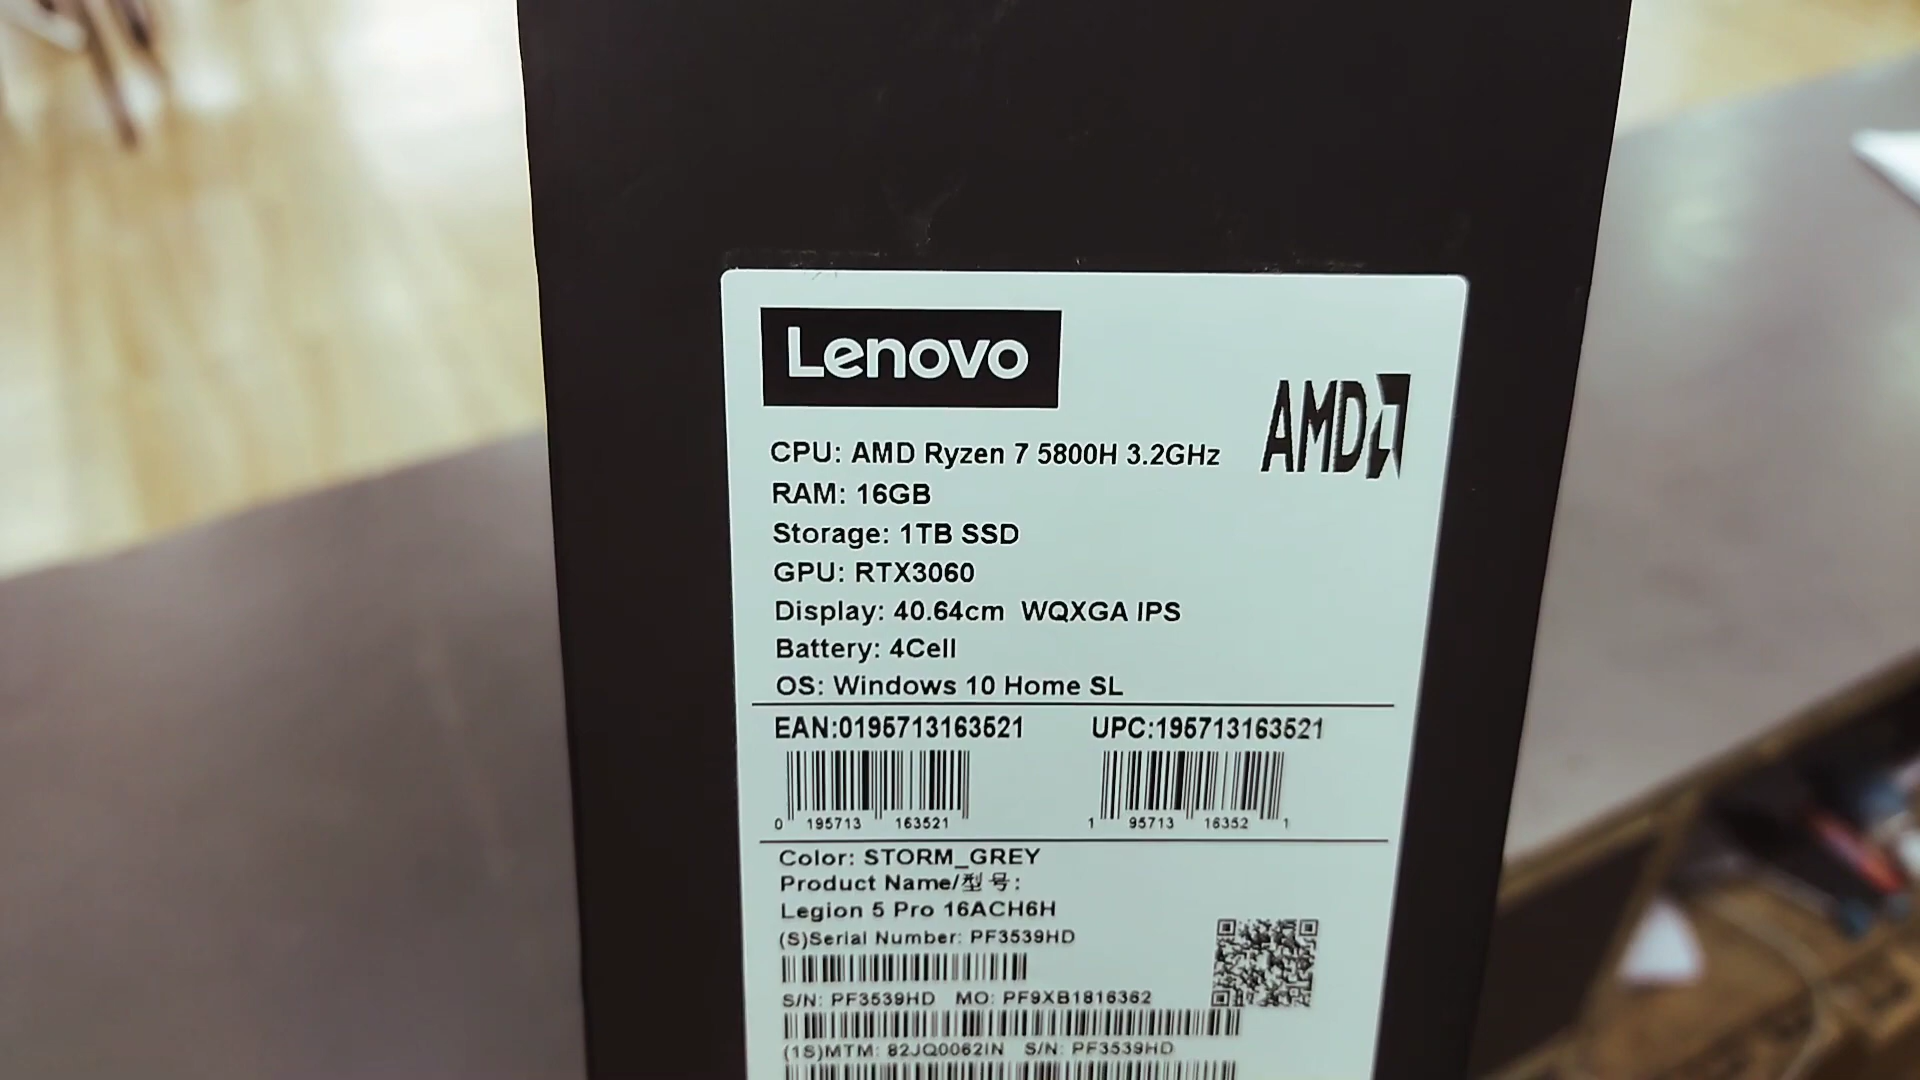 Lenovo
AMD
CPU: AMD Ryzen 7 5800H 3.2GHz
RAM: 16GB
Storage: 1TB SSD
GPU: RTX3060
Display: 40.64cm  WQXGA IPS
Battery: 4Cell
OS: Windows 10 Home SL
EAN:0195713163521 UPC:195713163521
0 195713 163521 1 95713 16352 1
Color: STORM_GREY
Product Name/型号:
Legion 5 Pro 16ACH6H
(S)Serial Number: PF3539HD
S/N: PF3539HD MO: PF9XB1816362
(1S)MTM: 82JQ0062IN S/N: PF3539HD